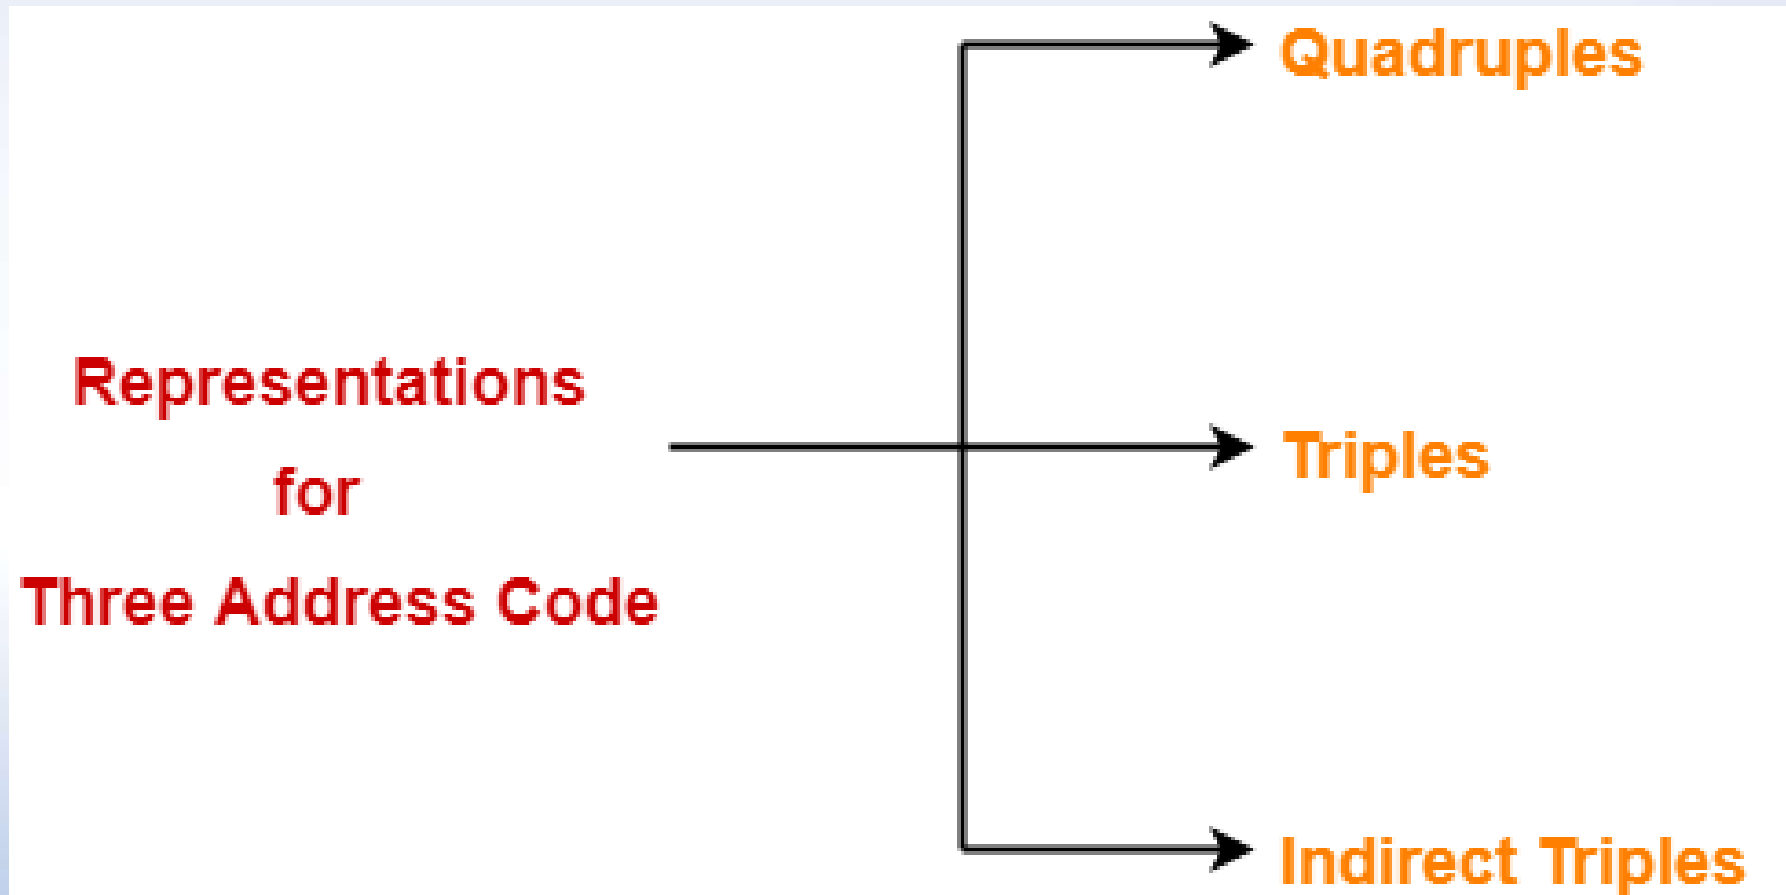 Representations
for
Three Address Code
Quadruples
Triples
Indirect Triples